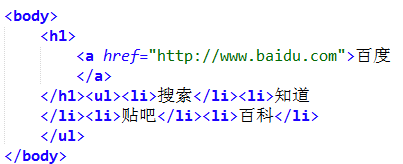 <body>
<h1>
<a href="http://www.baidu.com">百度
</a>
</h1><ul><li>搜索</li><li>知道
</li><li>贴吧</li><li>百科</li>
</ul>
</body>